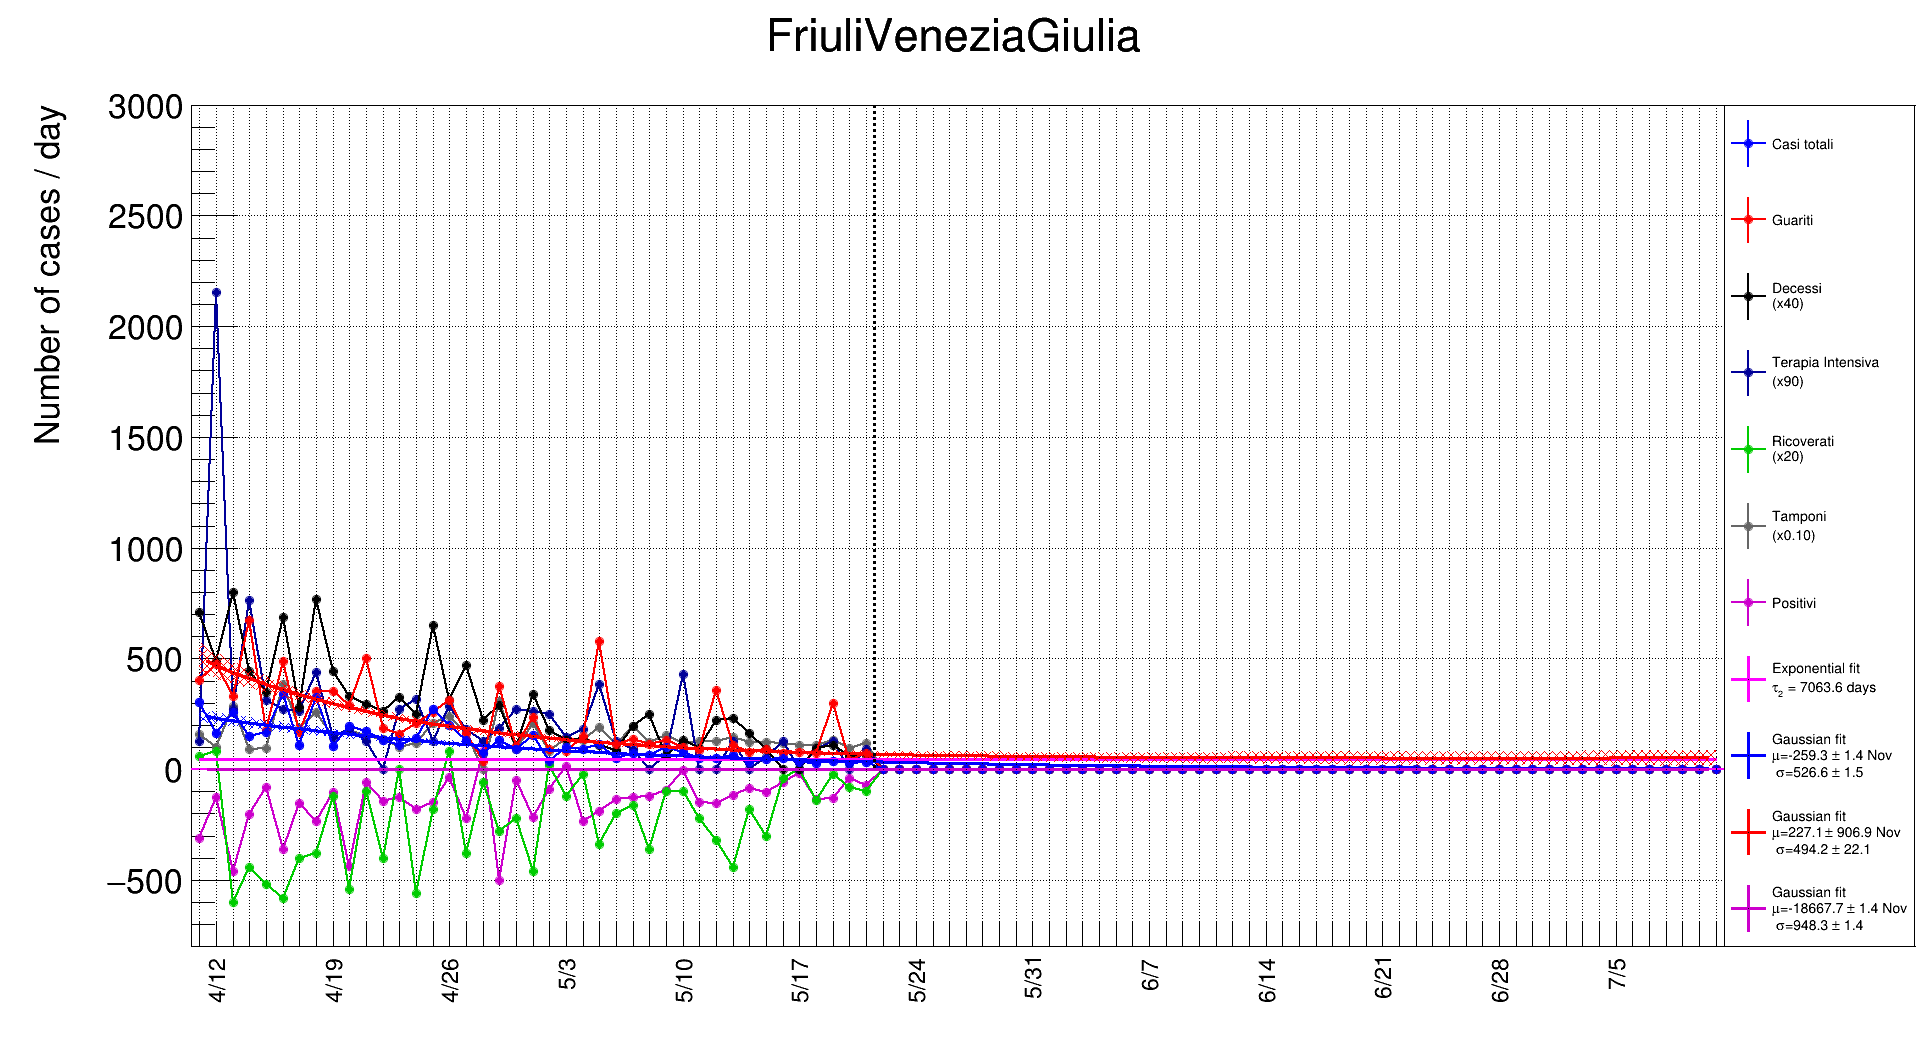 FriuliVeneziaGiulia
Number of cases / day
3000
2500
2000
1500
1000
500
0
−500
4/12
4/19
4/26
5/3
5/10
5/17
5/24
5/31
6/7
6/14
6/21
6/28
7/5
Casi totali
Guariti
Decessi
(x40)
Terapia Intensiva
(x90)
Ricoverati
(x20)
Tamponi
(x0.10)
Positivi
Exponential fit
τ2 = 7063.6 days
Gaussian fit
μ=-259.3 ± 1.4 Nov
σ=526.6 ± 1.5
Gaussian fit
μ=227.1 ± 906.9 Nov
σ=494.2 ± 22.1
Gaussian fit
μ=-18667.7 ± 1.4 Nov
σ=948.3 ± 1.4